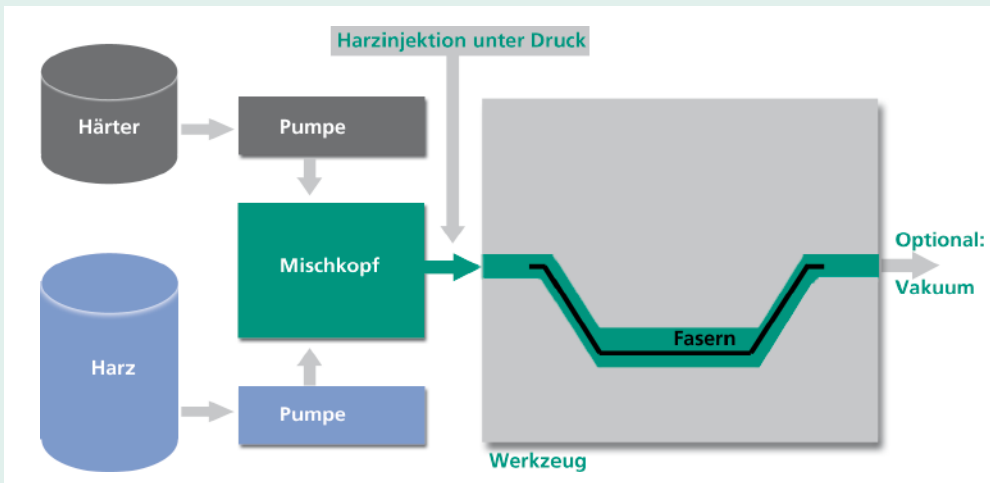 Harzinjektion unter Druck
Härter
Pumpe
Mischkopf
Harz
Pumpe
Fasern
Optional:
Vakuum
Werkzeug